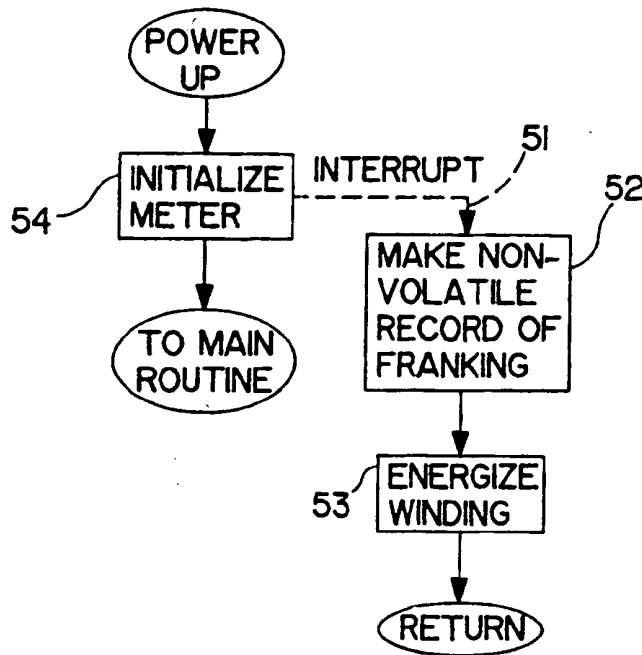 POWER
UP
INITIALIZE
METER
54
INTERRUPT
51
52
TO MAIN
ROUTINE
MAKE NON-
VOLATILE
RECORD OF
FRANKING
53
ENERGIZE
WINDING
RETURN